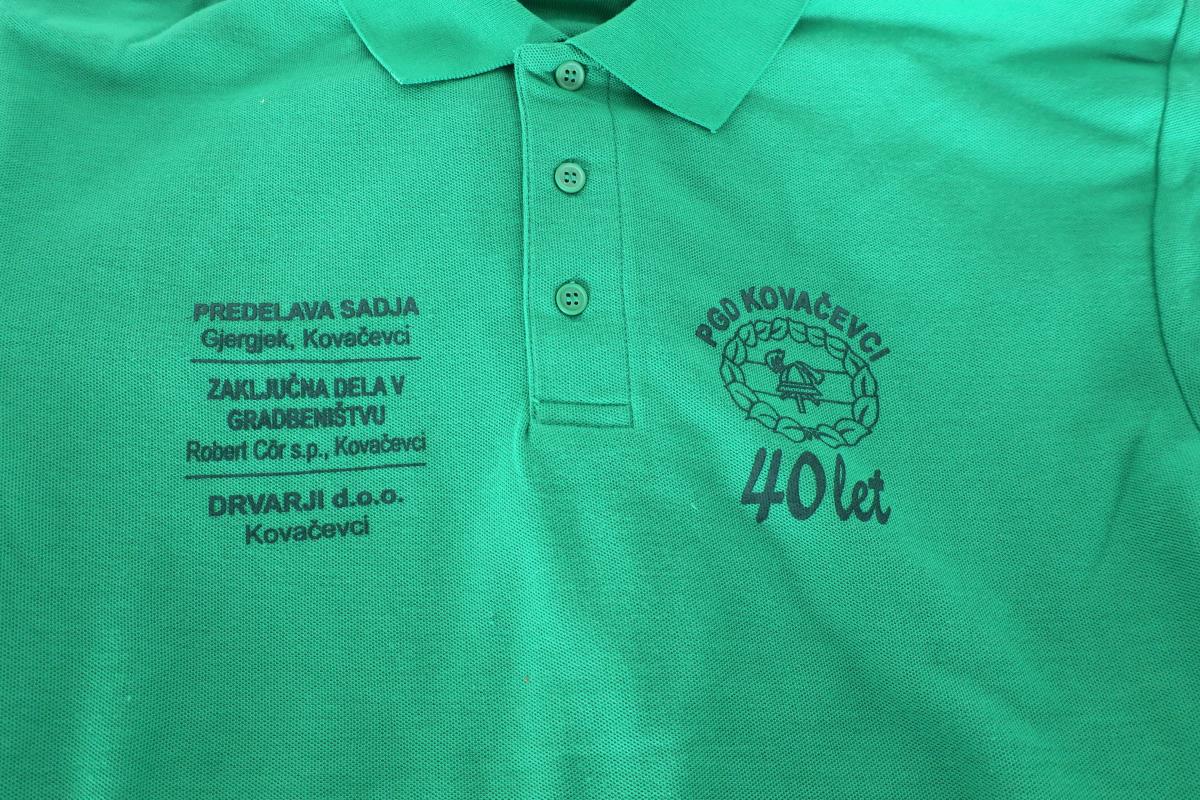 PREDELAVA SADJA
Gjergjek, Kovačevci
ZAKLJUČNA DELA V
GRADBENIŠTVU
Robert Cör s.p., Kovačevci
DRVARJI d.o.o.
Kovačevci
PGD KOVAČEVCI
40 let